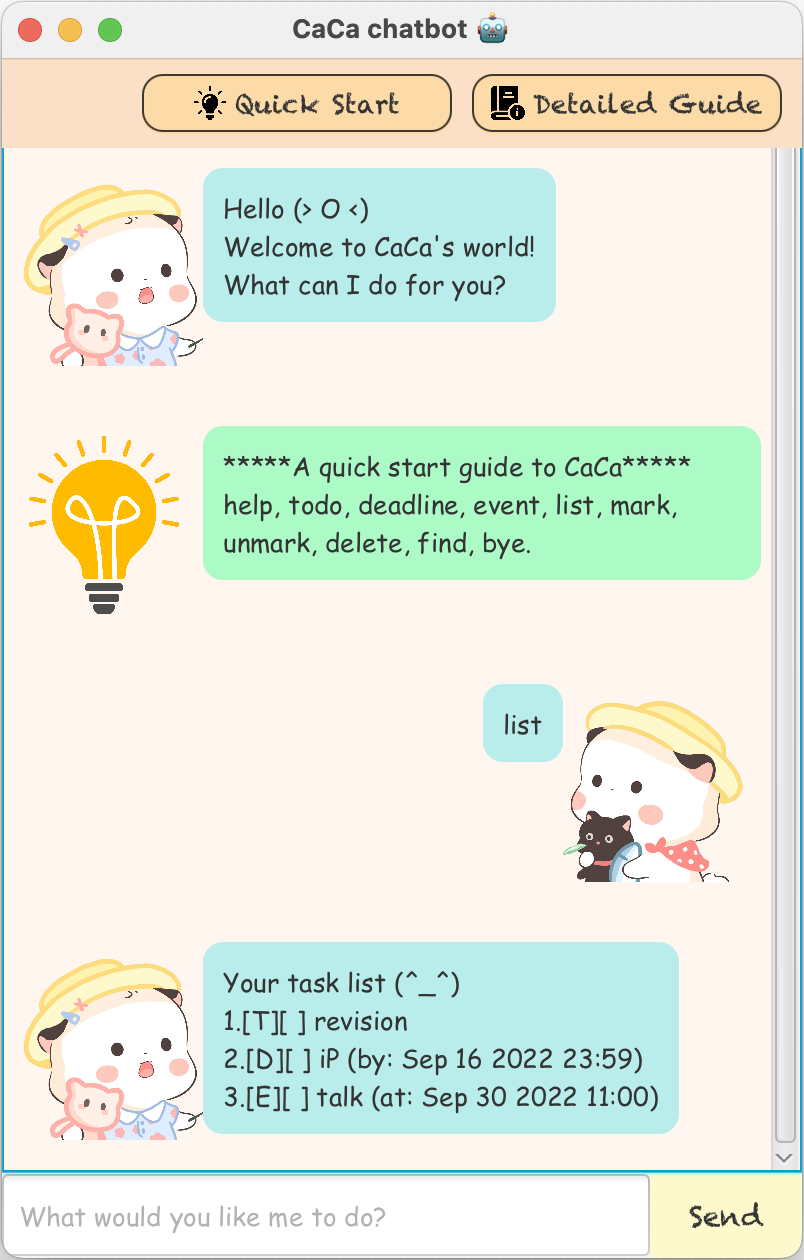 CaCa chatbot 🤖
Quick Start
Detailed Guide
Hello (> O <)
Welcome to CaCa's world!
What can I do for you?
*****A quick start guide to CaCa*****
help, todo, deadline, event, list, mark,
unmark, delete, find, bye.
list
Your task list (^_^)
1.[T][ ] revision
2.[D][ ] iP (by: Sep 16 2022 23:59)
3.[E][ ] talk (at: Sep 30 2022 11:00)
What would you like me to do?
Send